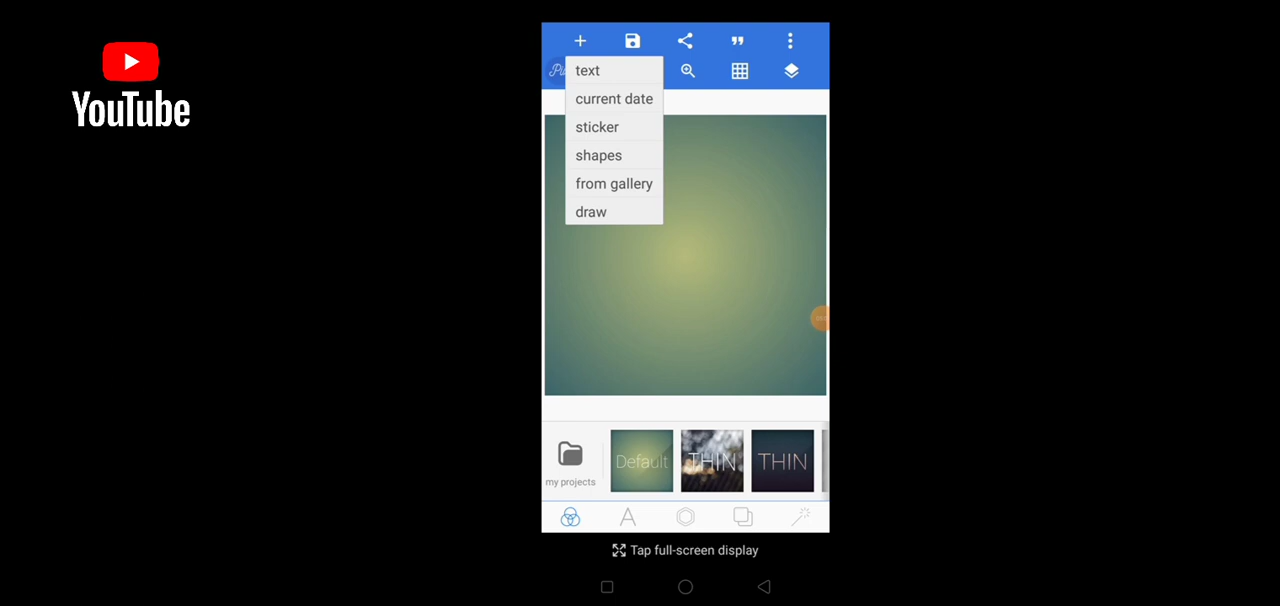 YouTube
text
current date
sticker
shapes
from gallery
draw
my projects
Default
THIN
THIN
Tap full-screen display